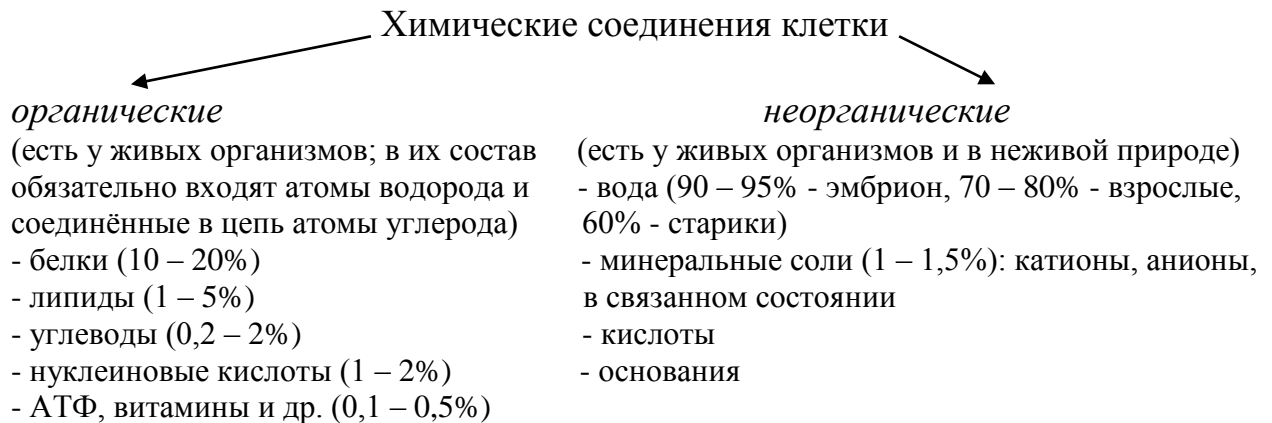 Химические соединения клетки
органические
(есть у живых организмов; в их состав
обязательно входят атомы водорода и
соединённые в цепь атомы углерода)
- белки (10 – 20%)
- липиды (1 – 5%)
- углеводы (0,2 – 2%)
- нуклеиновые кислоты (1 – 2%)
- АТФ, витамины и др. (0,1 – 0,5%)
неорганические
(есть у живых организмов и в неживой природе)
- вода (90 – 95% - эмбрион, 70 – 80% - взрослые,
60% - старики)
- минеральные соли (1 – 1,5%): катионы, анионы,
в связанном состоянии
- кислоты
- основания